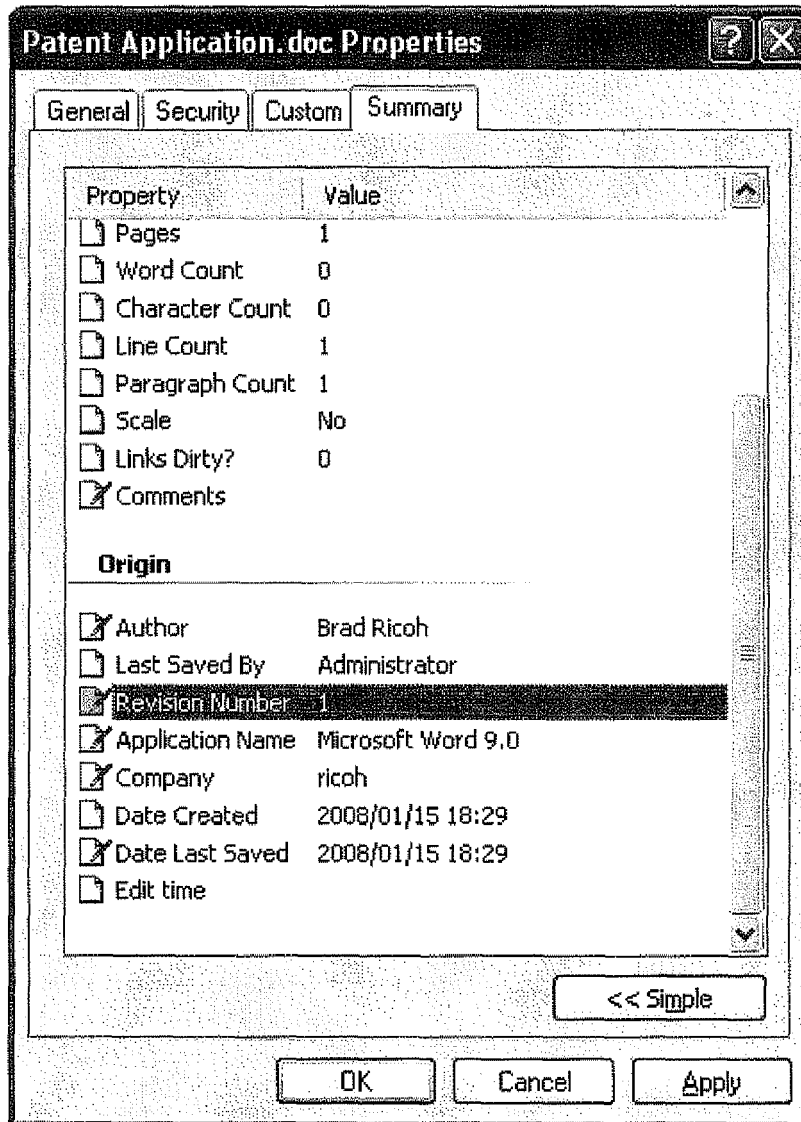 Patent Application.doc Properties
General Security Custom Summary
Property Value
Pages 1
Word Count 0
Character Count 0
Line Count 1
Paragraph Count 1
Scale No
Links Dirty? 0
Comments
Origin
Author Brad Ricoh
Last Saved By Administrator
Revision Number 1
Application Name Microsoft Word 9.0
Company ricoh
Date Created 2008/01/15 18:29
Date Last Saved 2008/01/15 18:29
Edit time
<< Simple
OK Cancel Apply